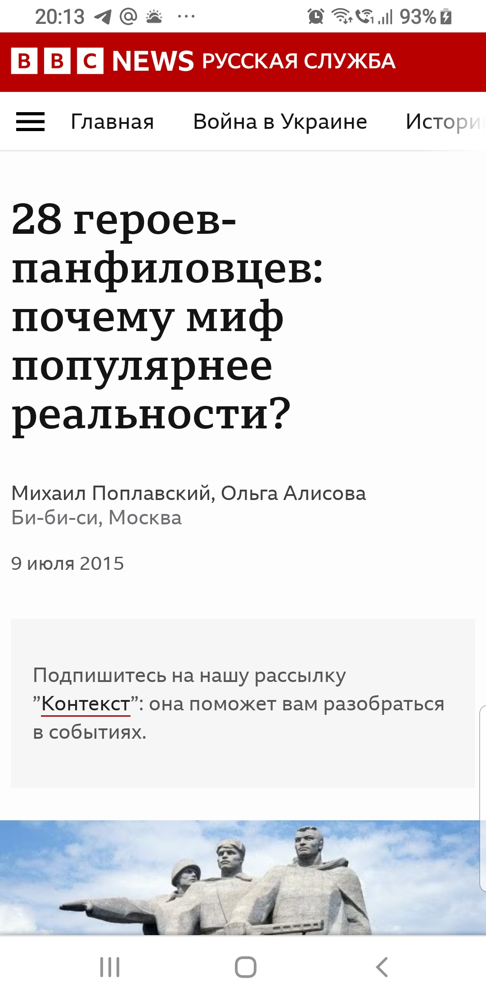 20:13 93%
BBC NEWS РУССКАЯ СЛУЖБА
Главная Война в Украине Истори
28 героев-
панфиловцев:
почему миф
популярнее
реальности?
Михаил Поплавский, Ольга Алисова
Би-би-си, Москва
9 июля 2015
Подпишитесь на нашу рассылку
”Контекст”: она поможет вам разобраться
в событиях.